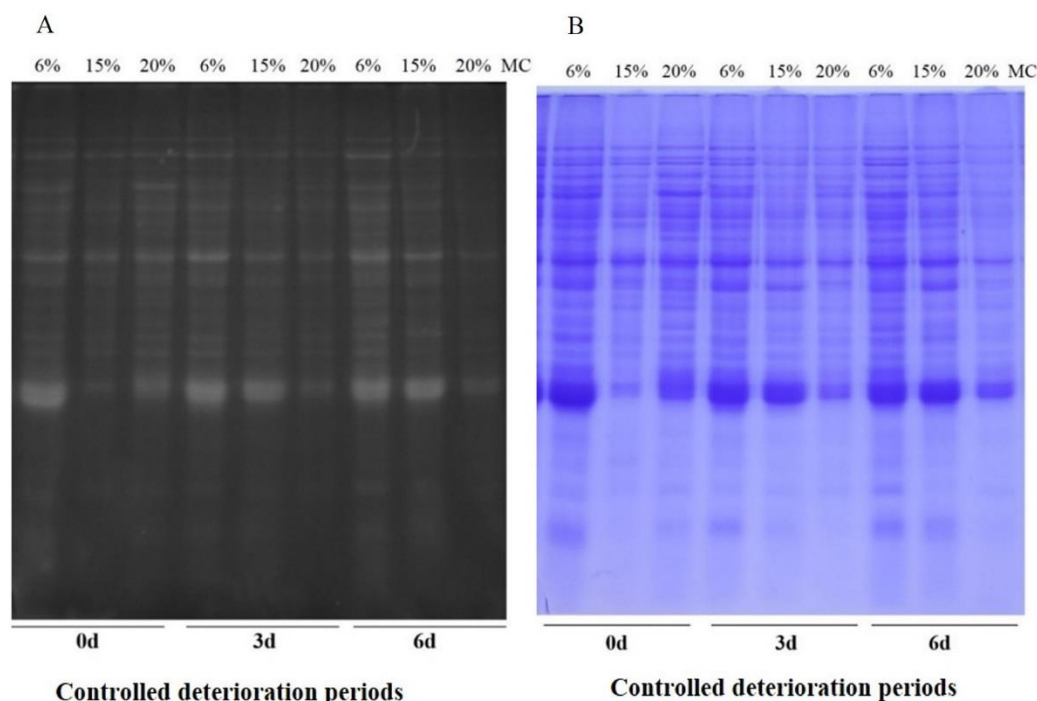 A
6% 15% 20% 6% 15% 20% 6% 15% 20% MC
0d 3d 6d
Controlled deterioration periods
B
6% 15% 20% 6% 15% 20% 6% 15% 20% MC
0d 3d 6d
Controlled deterioration periods